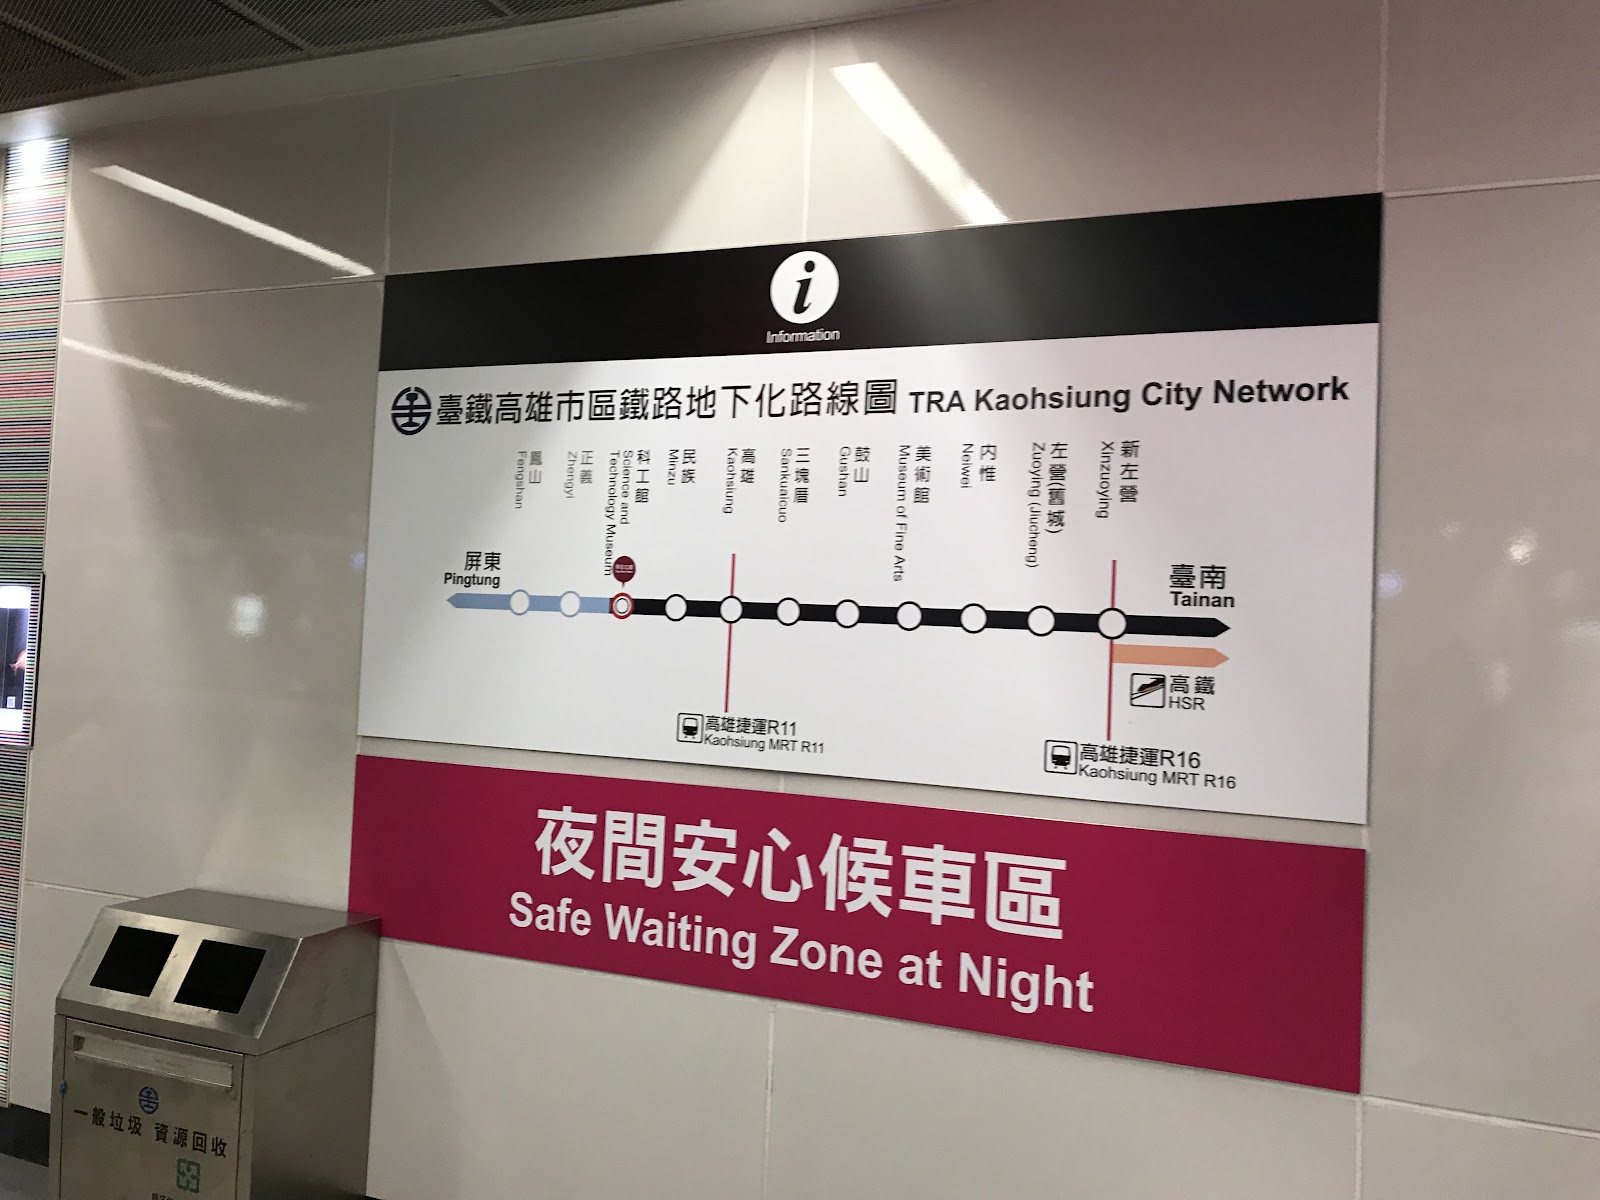 Information
臺鐵高雄市區鐵路地下化路線圖 TRA Kaohsiung City Network
鳳山
Fengshan
正義
Zhengyi
科工館
Science and
Technology Museum
民族
Minzu
高雄
Kaohsiung
三塊厝
Sankuaicuo
鼓山
Gushan
美術館
Museum of Fine Arts
內惟
Neiwei
左營(舊城)
Zuoying (Jiucheng)
新左營
Xinzuoying
屏東
Pingtung
臺南
Tainan
高鐵
HSR
高雄捷運R11
Kaohsiung MRT R11
高雄捷運R16
Kaohsiung MRT R16
夜間安心候車區
Safe Waiting Zone at Night
一般垃圾 資源回收